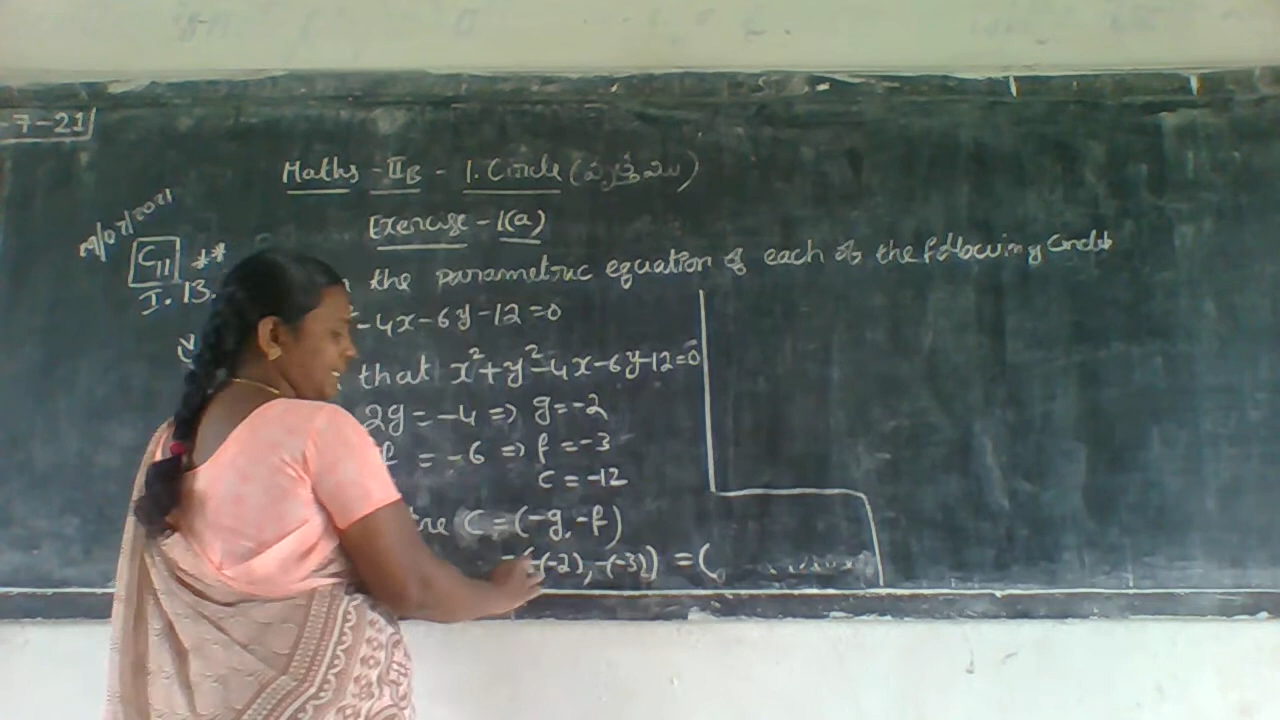 -7-21
Maths - IIB - 1. Circle (వృత్తము)
Exercise - 1(a)
29/07/2021
C11 **
I. 13. the parametric equation of each of the following circles
-4x-6y-12=0
that x²+y²-4x-6y-12=0
2g = -4 => g=-2
f = -6 => f = -3
c = -12
tre C = (-g, -f)
= (-(-2), -(-3)) = (